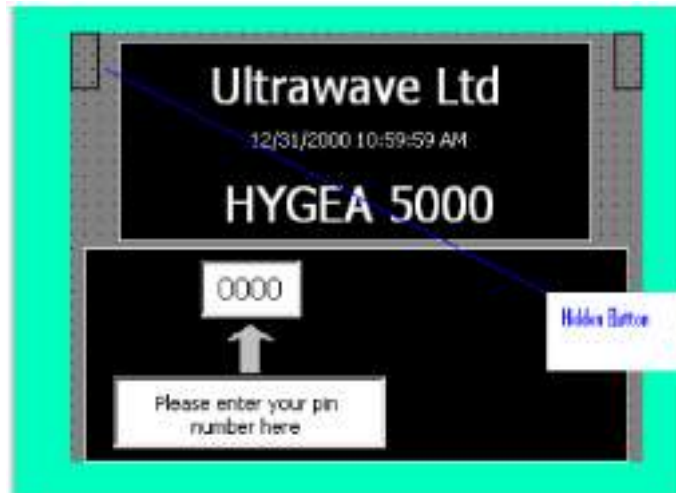 Ultrawave Ltd
12/31/2000 10:59:59 AM
HYGEA 5000
0000
Hidden Button
Please enter your pin
number here